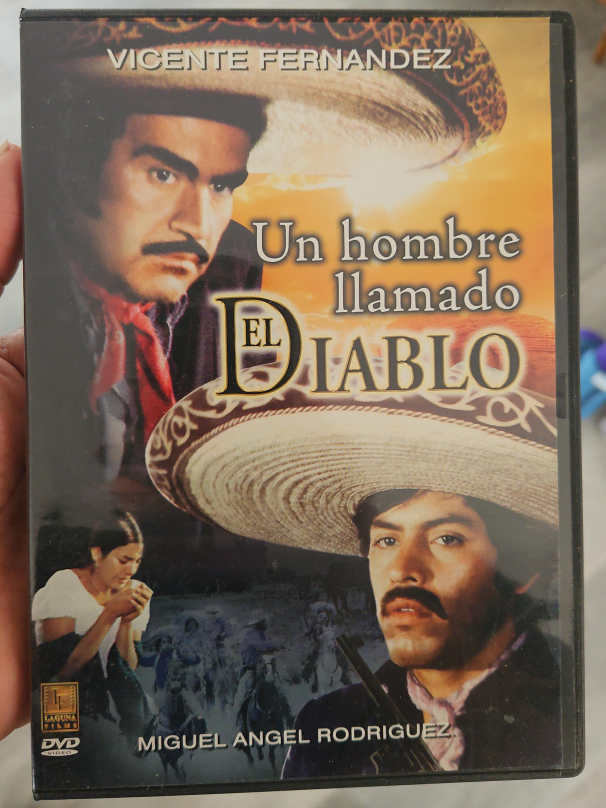 VICENTE FERNANDEZ
Un hombre
llamado
EL DIABLO
LAGUNA
FILMS
DVD
VIDEO
MIGUEL ANGEL RODRIGUEZ